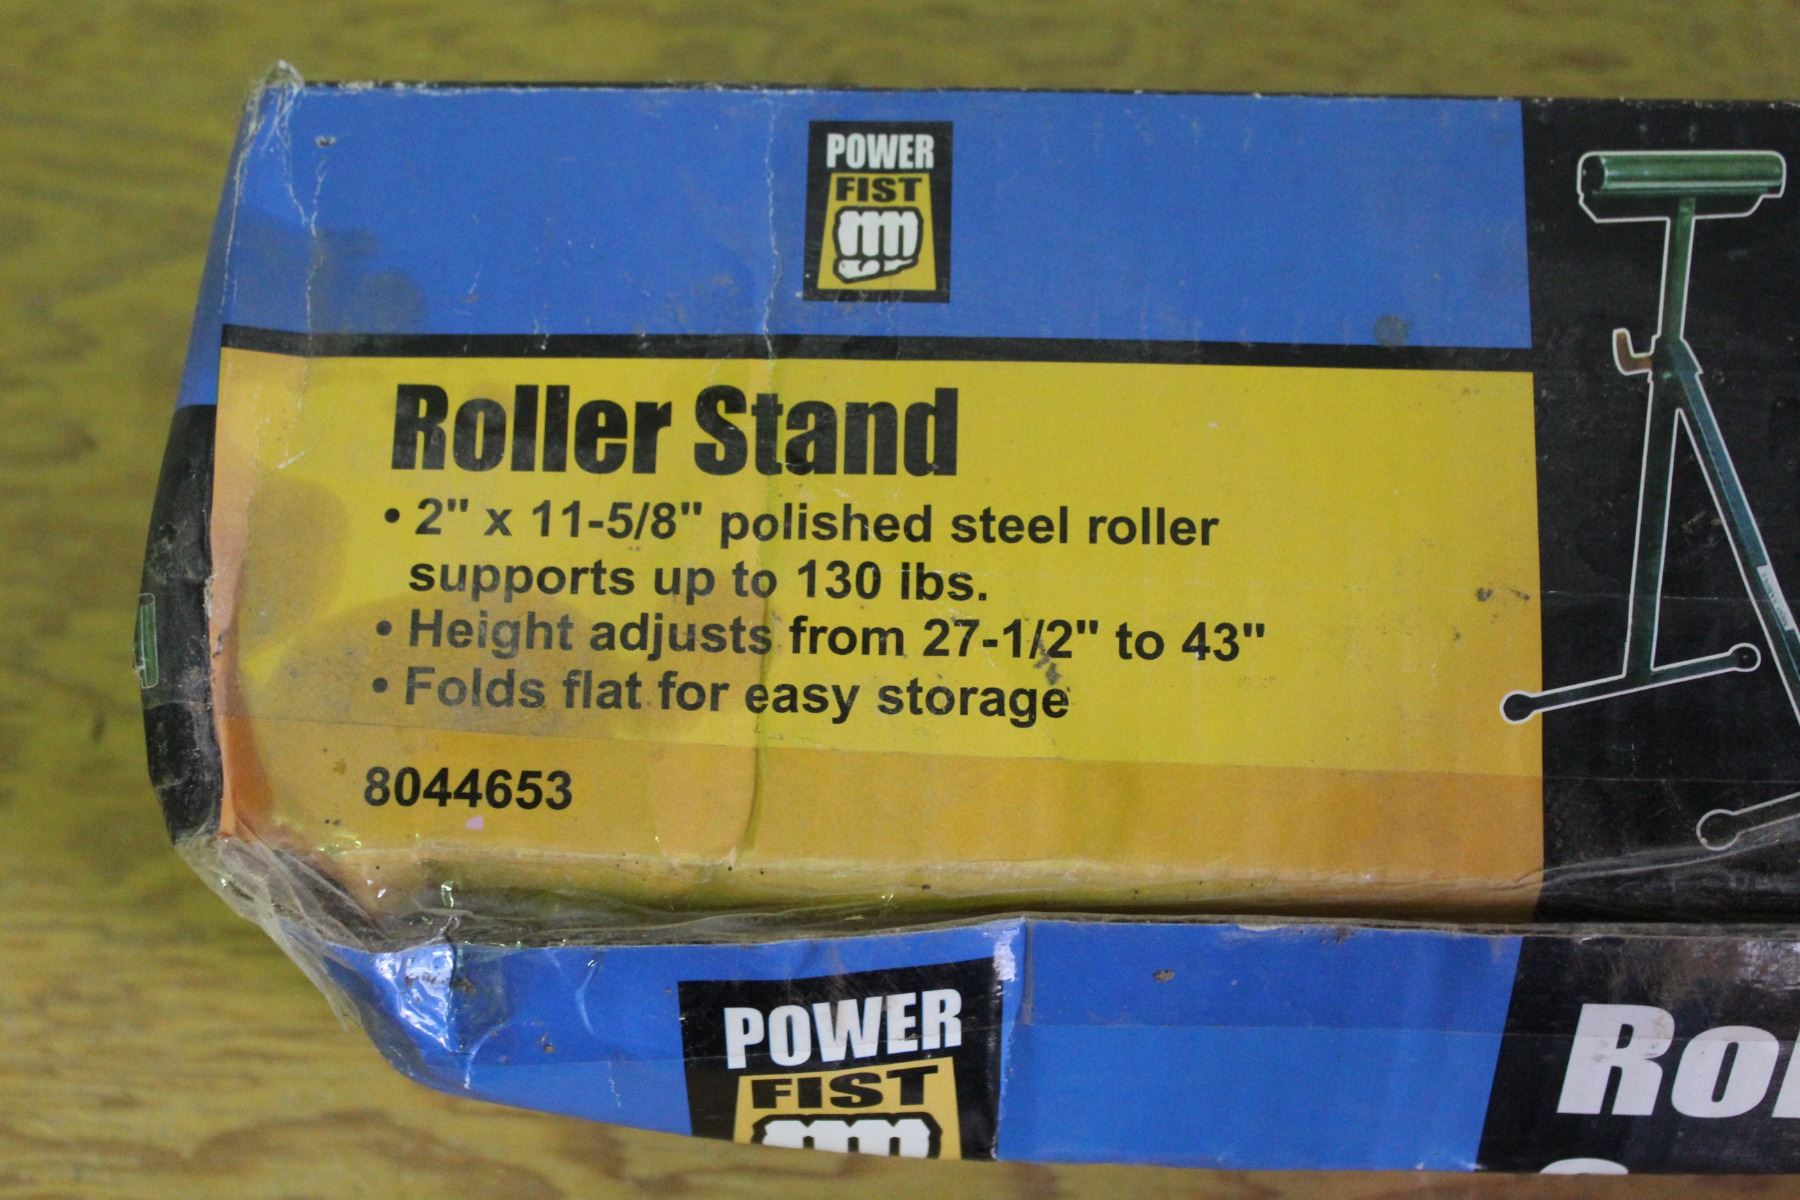 POWER
FIST
Roller Stand
• 2" x 11-5/8" polished steel roller
supports up to 130 lbs.
• Height adjusts from 27-1/2" to 43"
• Folds flat for easy storage
8044653
POWER
FIST